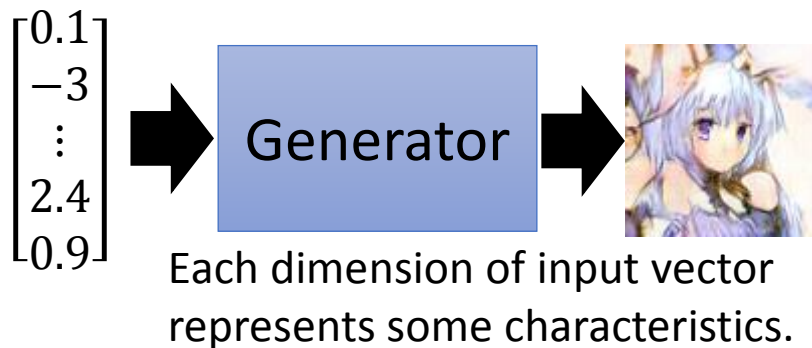 0.1
−3
⋮
2.4
0.9
Generator
Each dimension of input vector
represents some characteristics.